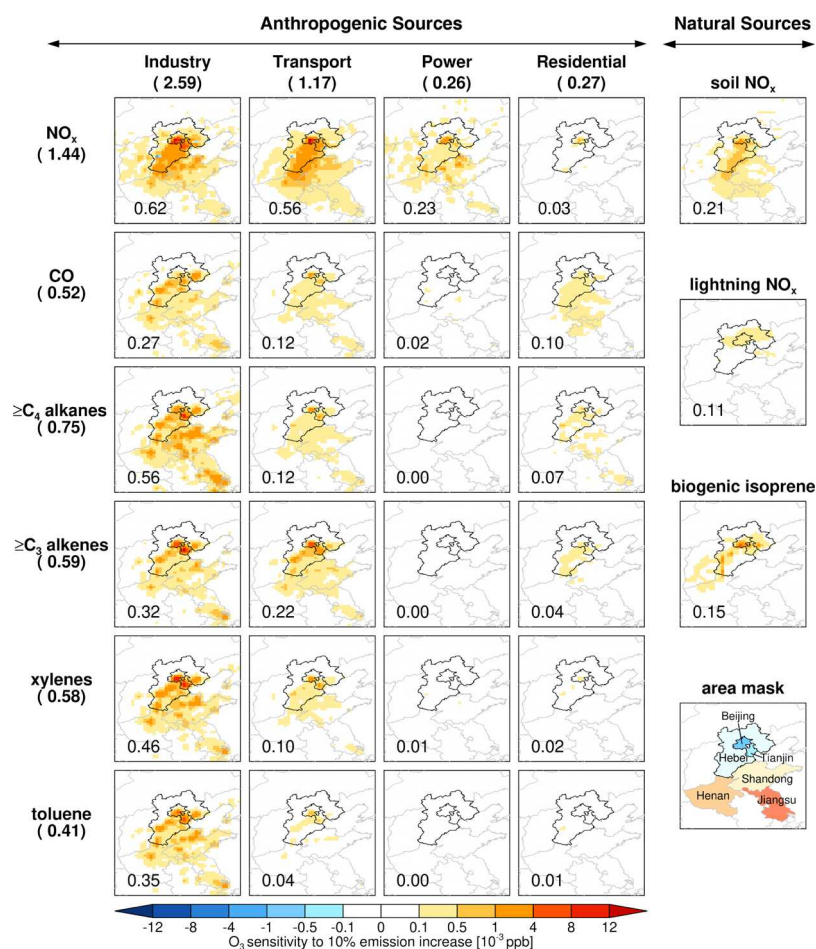 Anthropogenic Sources
Natural Sources
Industry
( 2.59)
Transport
( 1.17)
Power
( 0.26)
Residential
( 0.27)
soil NOₓ
NOₓ
( 1.44)
0.62
0.56
0.23
0.03
0.21
CO
( 0.52)
0.27
0.12
0.02
0.10
lightning NOₓ
0.11
≥C₄ alkanes
( 0.75)
0.56
0.12
0.00
0.07
biogenic isoprene
≥C₃ alkenes
( 0.59)
0.32
0.22
0.00
0.04
0.15
xylenes
( 0.58)
0.46
0.10
0.01
0.02
area mask
Beijing
Hebei
Tianjin
Shandong
Henan
Jiangsu
toluene
( 0.41)
0.35
0.04
0.00
0.01
-12 -8 -4 -1 -0.5 -0.1 0 0.1 0.5 1 4 8 12
O₃ sensitivity to 10% emission increase [10⁻³ ppb]